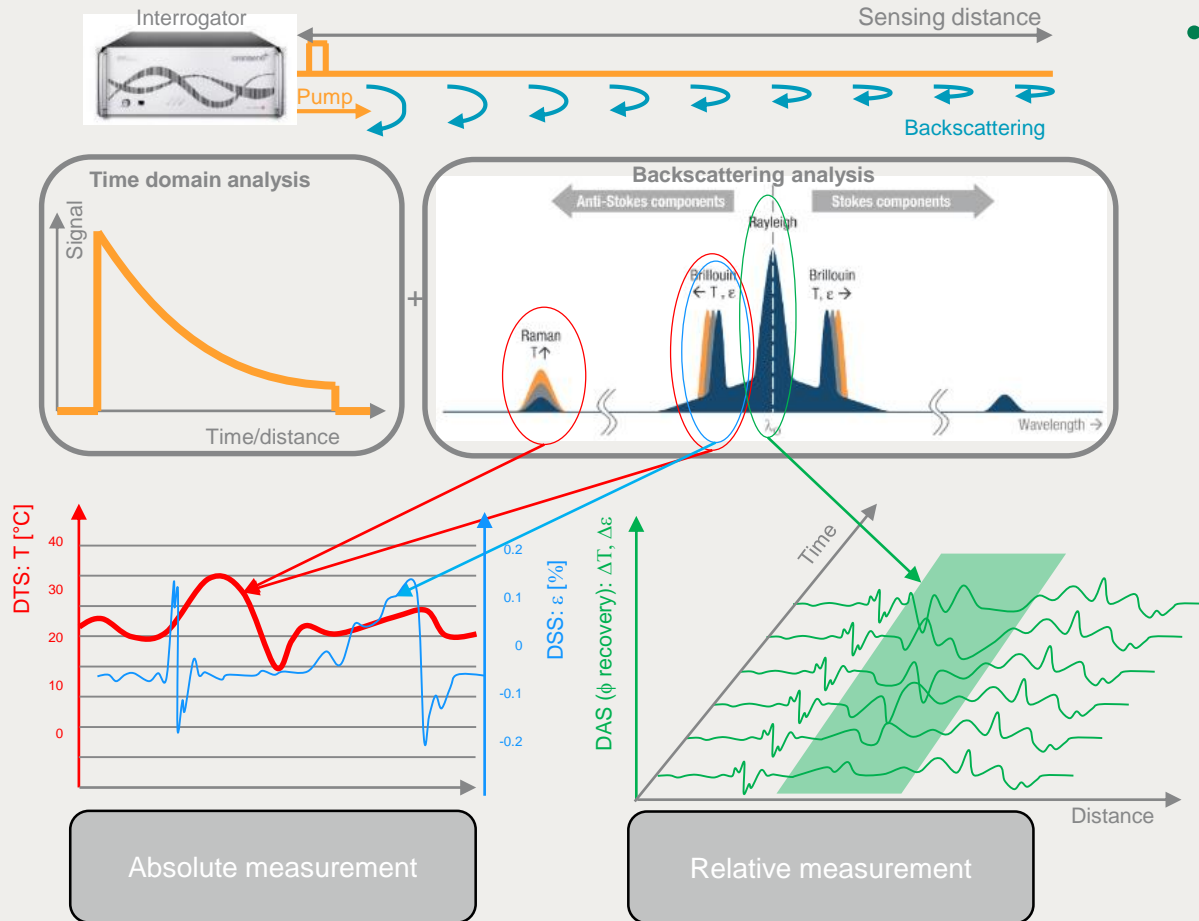 Interrogator
Sensing distance
Pump
Backscattering
Time domain analysis
Signal
Time/distance
+
Backscattering analysis
Anti-Stokes components
Stokes components
Rayleigh
Brillouin
← T , ε
Brillouin
T, ε →
Raman
T↑
λ₀
Wavelength →
DTS: T [°C]
40
30
20
10
0
0.2
0.1
0
-0.1
-0.2
DSS: ε [%]
DAS (ϕ recovery): ΔT, Δε
Time
Distance
Absolute measurement
Relative measurement